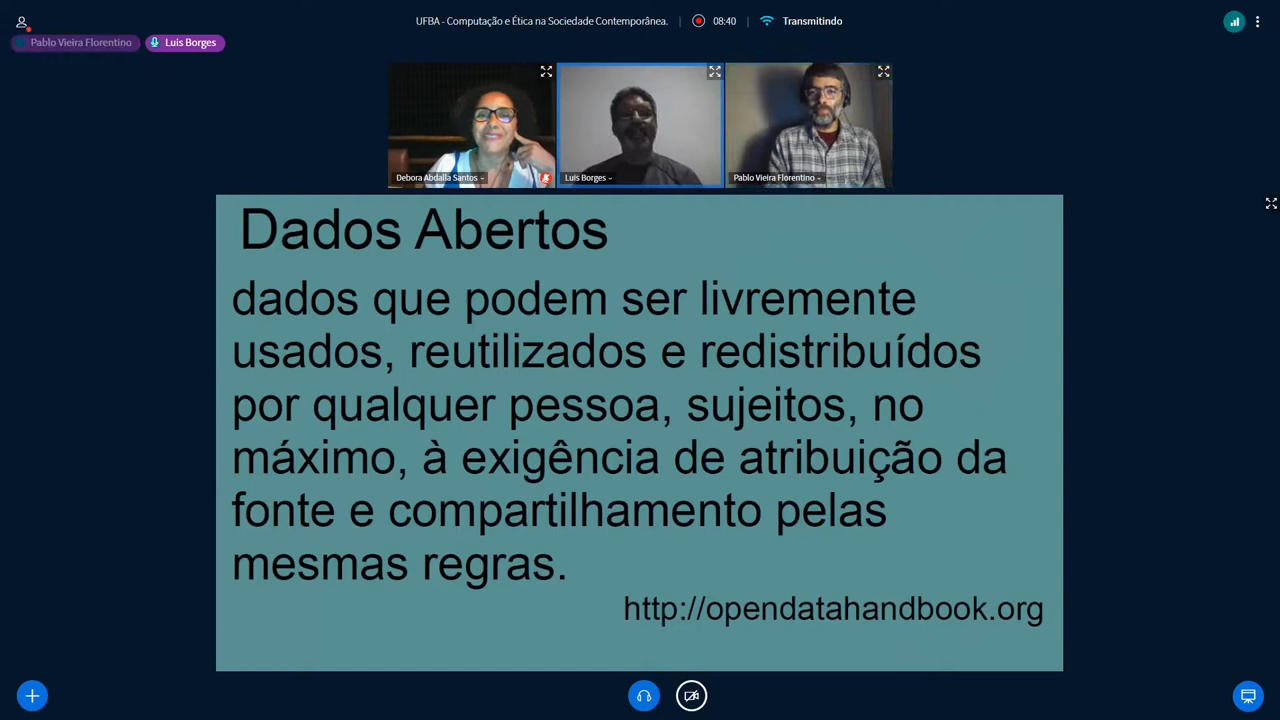 UFBA - Computação e Ética na Sociedade Contemporânea.
08:40
Transmitindo
Pablo Vieira Florentino
Luis Borges
Debora Abdalla Santos
Luis Borges
Pablo Vieira Florentino
Dados Abertos
dados que podem ser livremente
usados, reutilizados e redistribuídos
por qualquer pessoa, sujeitos, no
máximo, à exigência de atribuição da
fonte e compartilhamento pelas
mesmas regras.
http://opendatahandbook.org